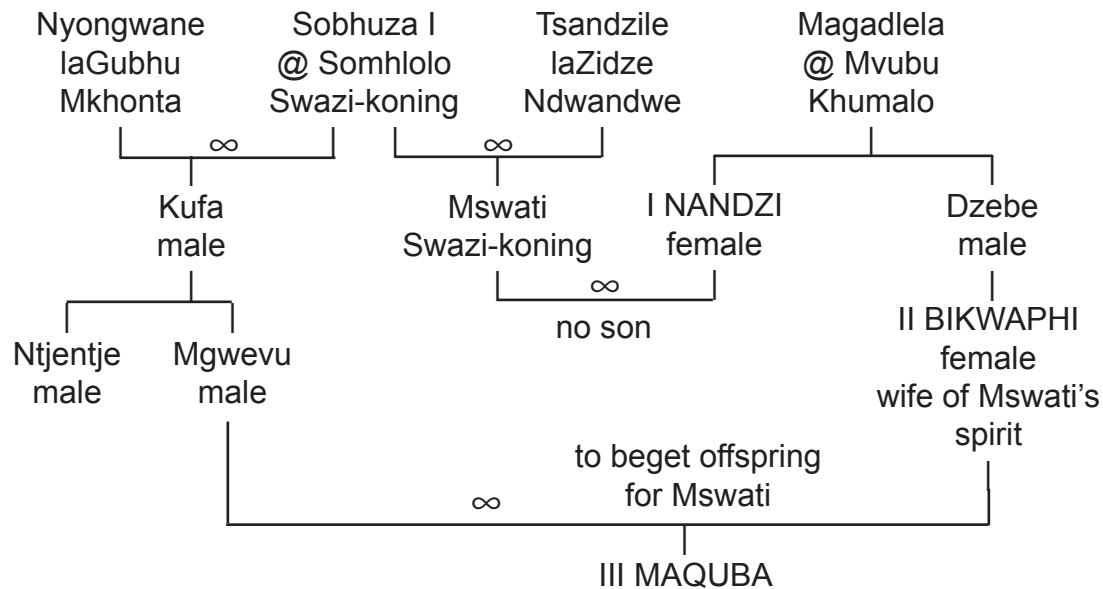 Nyongwane
laGubhu
Mkhonta
Sobhuza I
@ Somhlolo
Swazi-koning
Tsandzile
laZidze
Ndwandwe
Magadlela
@ Mvubu
Khumalo
∞
∞
Kufa
male
Mswati
Swazi-koning
I NANDZI
female
Dzebe
male
∞
no son
Ntjentje
male
Mgwevu
male
II BIKWAPHI
female
wife of Mswati's
spirit
to beget offspring
for Mswati
∞
III MAQUBA